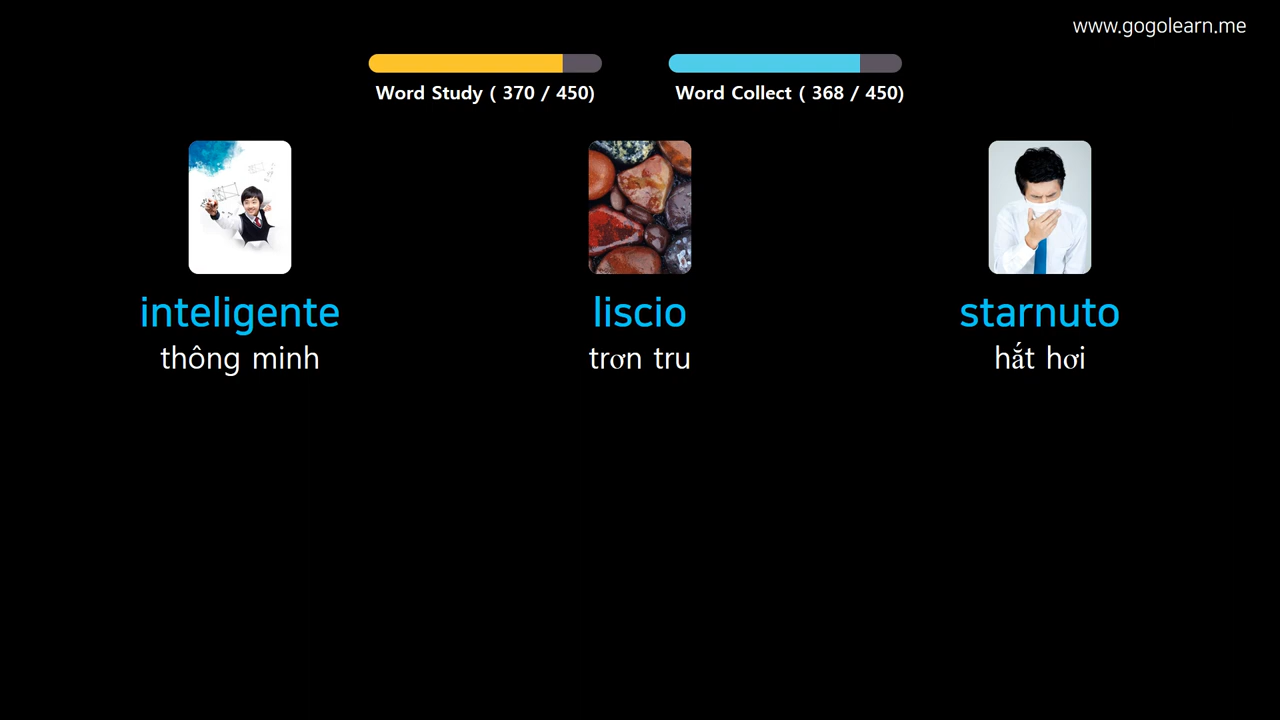 www.gogolearn.me
Word Study ( 370 / 450)
Word Collect ( 368 / 450)
inteligente
thông minh
liscio
trơn tru
starnuto
hắt hơi